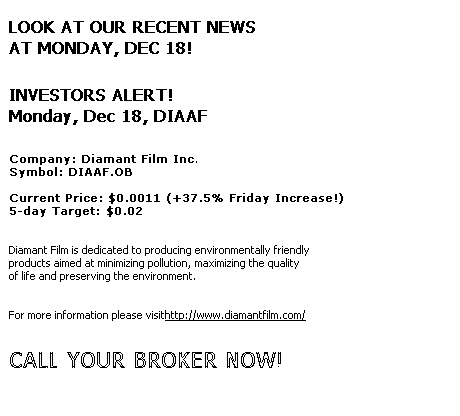 LOOK AT OUR RECENT NEWS
AT MONDAY, DEC 18!
INVESTORS ALERT!
Monday, Dec 18, DIAAF
Company: Diamant Film Inc.
Symbol: DIAAF.OB
Current Price: $0.0011 (+37.5% Friday Increase!)
5-day Target: $0.02
Diamant Film is dedicated to producing environmentally friendly
products aimed at minimizing pollution, maximizing the quality
of life and preserving the environment.
For more information please visithttp://www.diamantfilm.com/
CALL YOUR BROKER NOW!